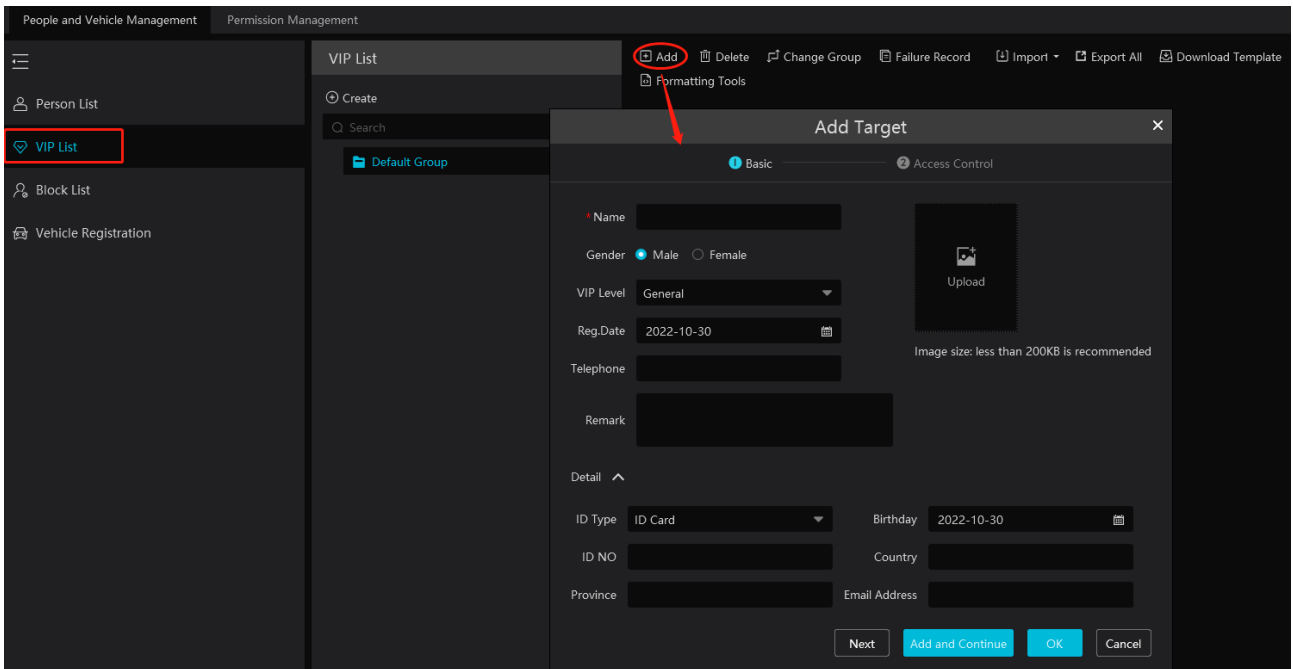 People and Vehicle Management Permission Management
VIP List
Add Delete Change Group Failure Record Import Export All Download Template
Formatting Tools
Person List
VIP List
Block List
Vehicle Registration
Create
Search
Default Group
Add Target
1 Basic 2 Access Control
* Name
Gender Male Female
VIP Level General
Reg.Date 2022-10-30
Telephone
Remark
Upload
Image size: less than 200KB is recommended
Detail
ID Type ID Card Birthday 2022-10-30
ID NO Country
Province Email Address
Next Add and Continue OK Cancel